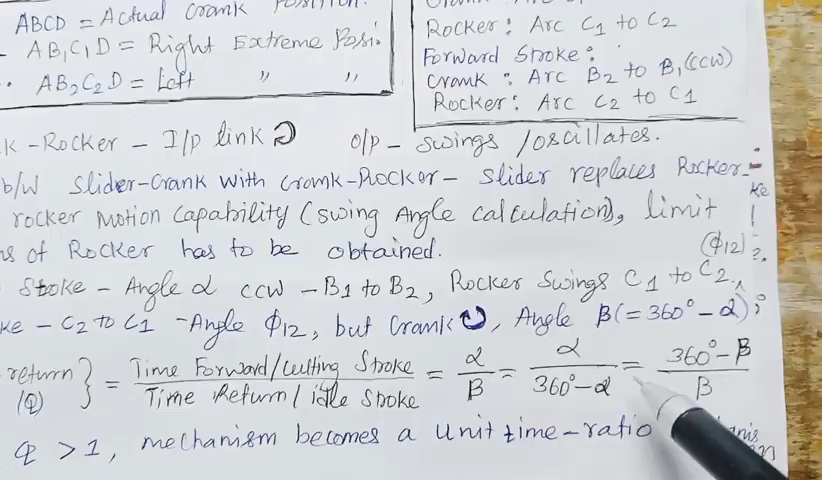 ABCD = Actual Crank Position.
AB₁C₁D = Right Extreme Posi
AB₂C₂D = Left " "
Rocker: Arc C₁ to C₂
Forward Stroke:
Crank: Arc B₂ to B₁ (CCW)
Rocker: Arc C₂ to C₁
k-Rocker - I/p link o/p - swings /oscillates.
b/w Slider-Crank with Crank-Rocker - Slider replaces Rocker-
rocker Motion Capability (Swing Angle calculation), limit
ns of Rocker has to be obtained.
(ϕ₁₂)
Stroke - Angle α CCW - B₁ to B₂, Rocker Swings C₁ to C₂.
ke - C₂ to C₁ - Angle ϕ₁₂, but Crank ↻, Angle β(= 360° - α);
return (Q) } = Time Forward/Cutting Stroke / Time Return/idle Stroke = α/β = α/(360° - α) = (360° - β)/β
Q > 1, mechanism becomes a Unit time-ratio